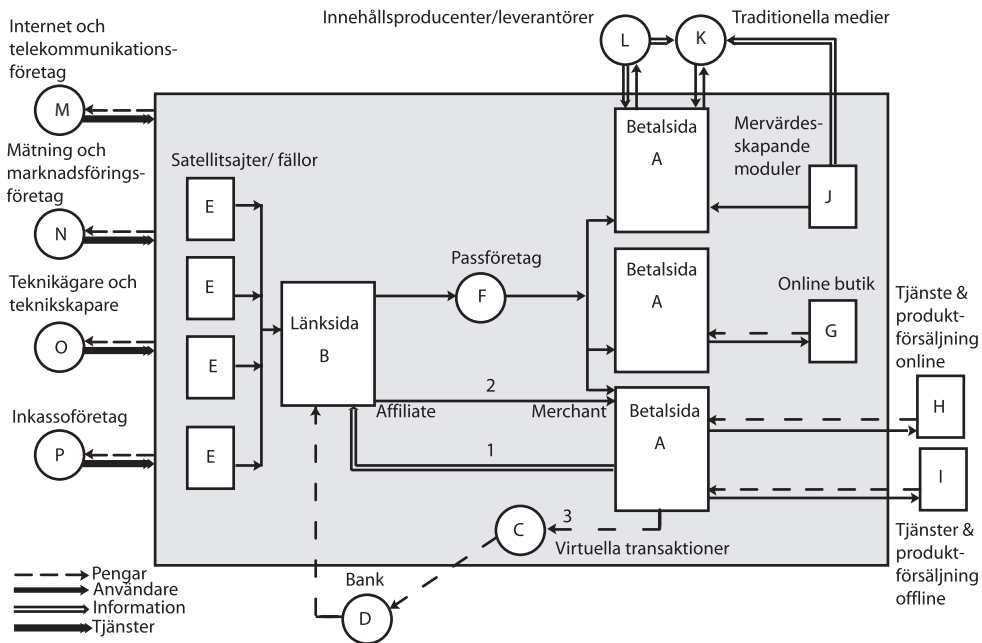 Innehållsproducenter/leverantörer
Traditionella medier
L
K
Internet och
telekommunikations-
företag
M
Mätning och
marknadsförings-
företag
N
Teknikägare och
teknikskapare
O
Inkassoföretag
P
Satellitsajter/ fällor
E
E
E
E
Länksida
B
Passföretag
F
Betalsida
A
Mervärdes-
skapande
moduler
J
Betalsida
A
Online butik
G
Tjänste &
produkt-
försäljning
online
H
2
Affiliate
Merchant
Betalsida
A
1
I
Tjänster &
produkt-
försäljning
offline
C
3
Virtuella transaktioner
Bank
D
Pengar
Användare
Information
Tjänster